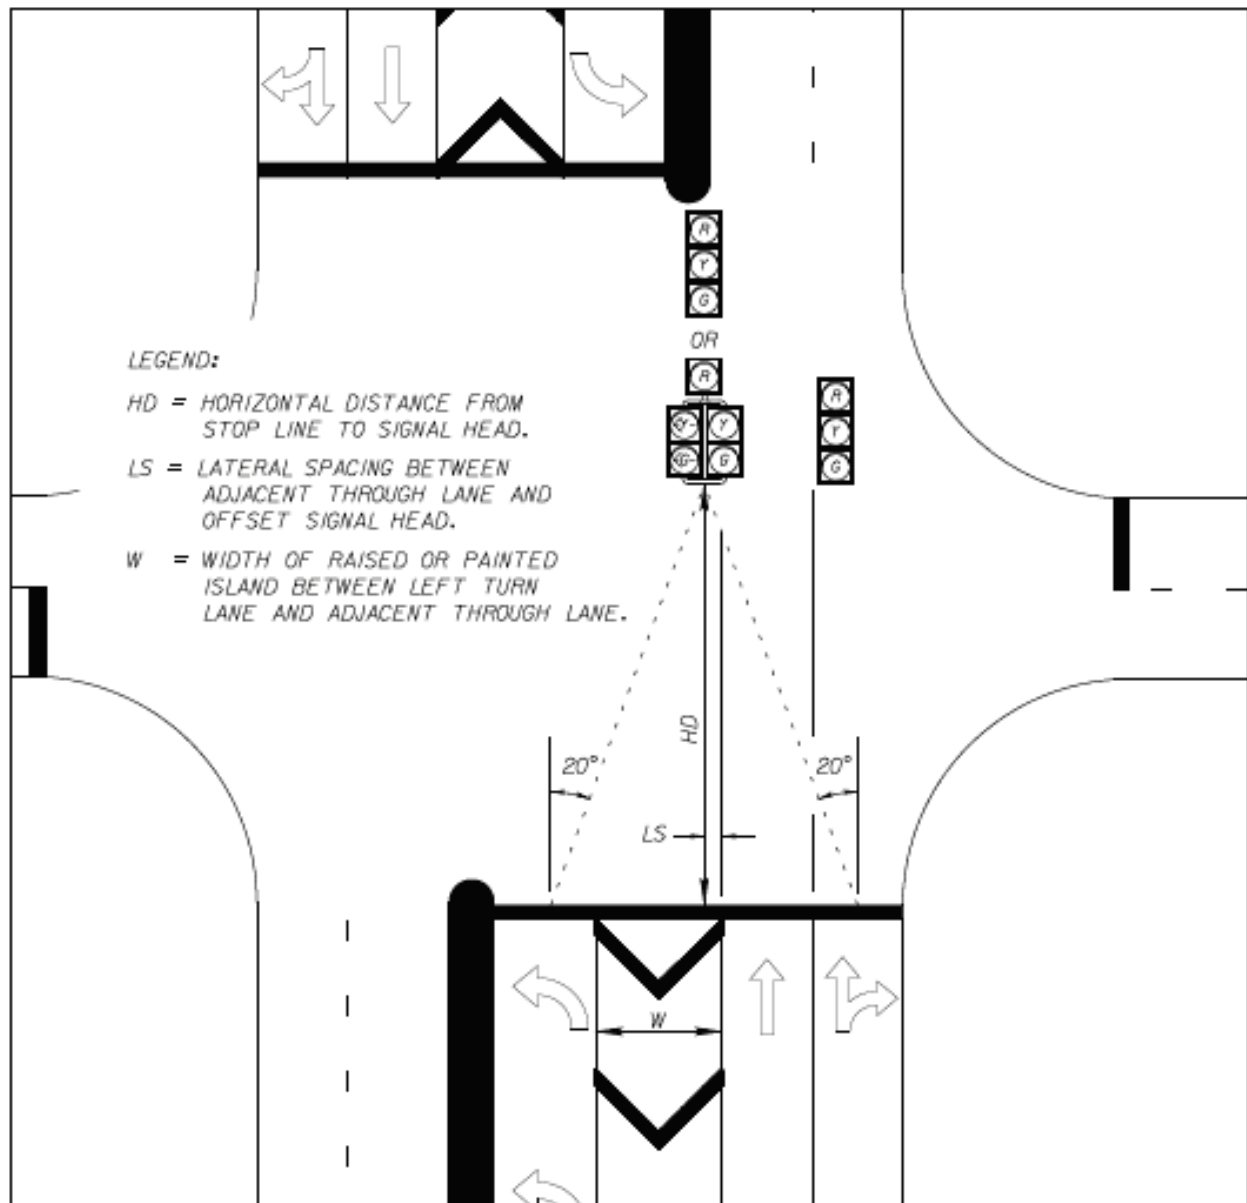 R
Y
G
OR
R
<Y- Y
<G- G
R
Y
G
LEGEND:
HD = HORIZONTAL DISTANCE FROM
STOP LINE TO SIGNAL HEAD.
LS = LATERAL SPACING BETWEEN
ADJACENT THROUGH LANE AND
OFFSET SIGNAL HEAD.
W = WIDTH OF RAISED OR PAINTED
ISLAND BETWEEN LEFT TURN
LANE AND ADJACENT THROUGH LANE.
HD
20° 20°
LS
W